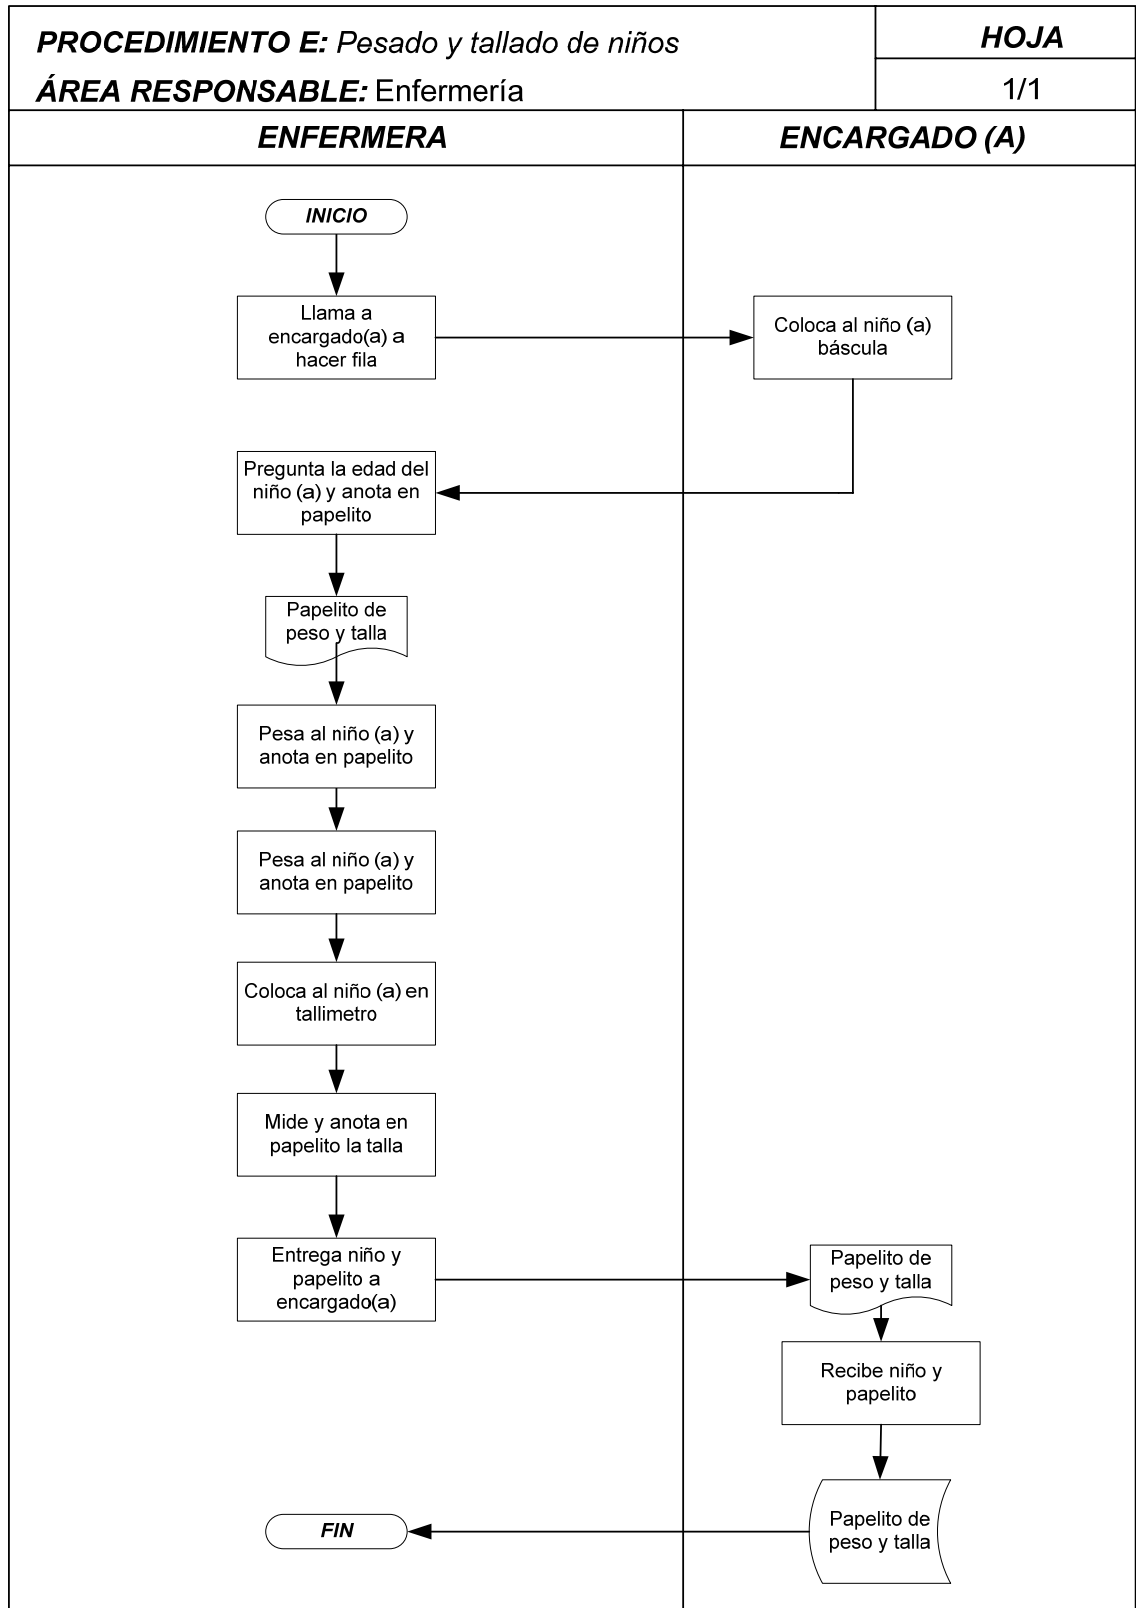 PROCEDIMIENTO E: Pesado y tallado de niños
HOJA
ÁREA RESPONSABLE: Enfermería
1/1
ENFERMERA
ENCARGADO (A)
INICIO
Llama a
encargado(a) a
hacer fila
Coloca al niño (a)
báscula
Pregunta la edad del
niño (a) y anota en
papelito
Papelito de
peso y talla
Pesa al niño (a) y
anota en papelito
Pesa al niño (a) y
anota en papelito
Coloca al niño (a) en
tallimetro
Mide y anota en
papelito la talla
Entrega niño y
papelito a
encargado(a)
Papelito de
peso y talla
Recibe niño y
papelito
Papelito de
peso y talla
FIN